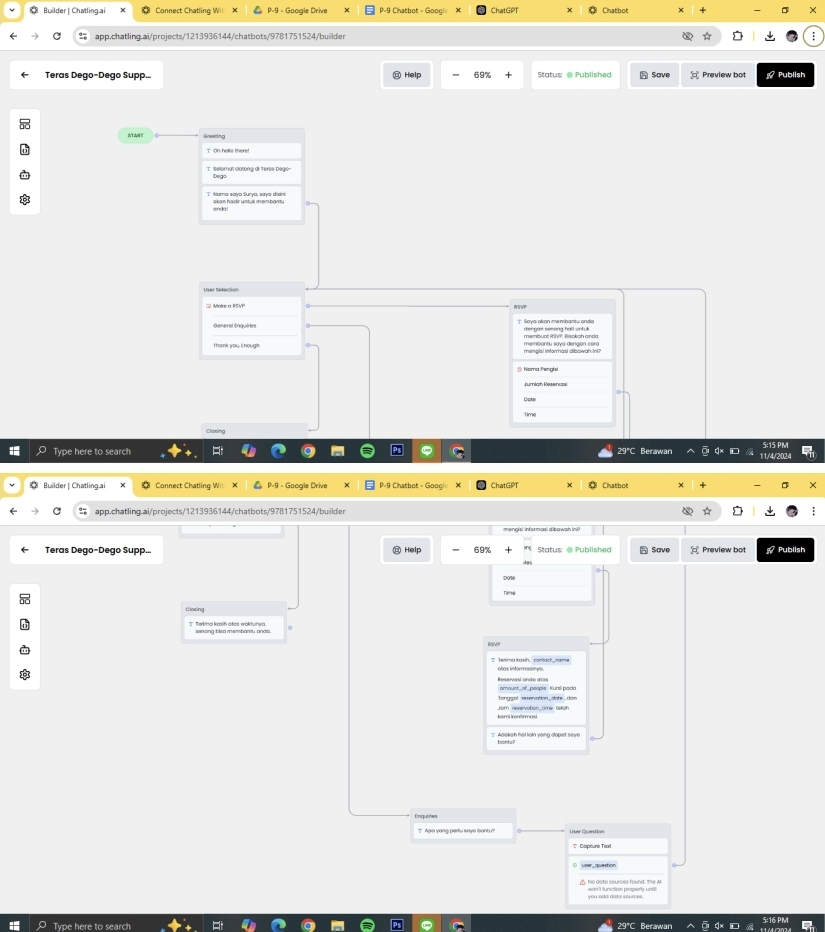 Builder | Chatling.ai
Connect Chatling Wi
P-9 - Google Drive
P-9 Chatbot - Google
ChatGPT
Chatbot
app.chatling.ai/projects/1213936144/chatbots/9781751524/builder
Teras Dego-Dego Supp...
Help
69%
Status: Published
Save
Preview bot
Publish
START
Greeting
Oh hello there!
Selamat datang di Teras Dego-
Dego
Nama saya Surya, saya disini
akan hadir untuk membantu
anda!
User Selection
Make a RSVP
General Enquiries
Thank you, Enough
RSVP
Saya akan membantu anda
dengan senang hati untuk
membuat RSVP. Bisakah anda
membantu saya dengan cara
mengisi informasi dibawah ini?
Nama Pengisi
Jumlah Reservasi
Date
Time
Closing
Type here to search
Ps
29°C Berawan
5:15 PM
11/4/2024
Builder | Chatling.ai
Connect Chatling Wi
P-9 - Google Drive
P-9 Chatbot - Google
ChatGPT
Chatbot
app.chatling.ai/projects/1213936144/chatbots/9781751524/builder
mengisi informasi dibawah ini?
Teras Dego-Dego Supp...
Help
69%
Status: Published
Save
Preview bot
Publish
Date
Time
Closing
Terima kasih atas waktunya,
senang bisa membantu anda.
RSVP
Terima kasih, contact_name
atas informasinya.
Reservasi anda atas
amount_of_people Kursi pada
Tanggal reservation_date, dan
Jam reservation_time telah
kami konfirmasi.
Adakah hal lain yang dapat saya
bantu?
Enquiries
Apa yang perlu saya bantu?
User Question
Capture Text
user_question
No data sources found. The AI
won't function properly until
you add data sources.
Type here to search
Ps
29°C Berawan
5:16 PM
11/4/2024